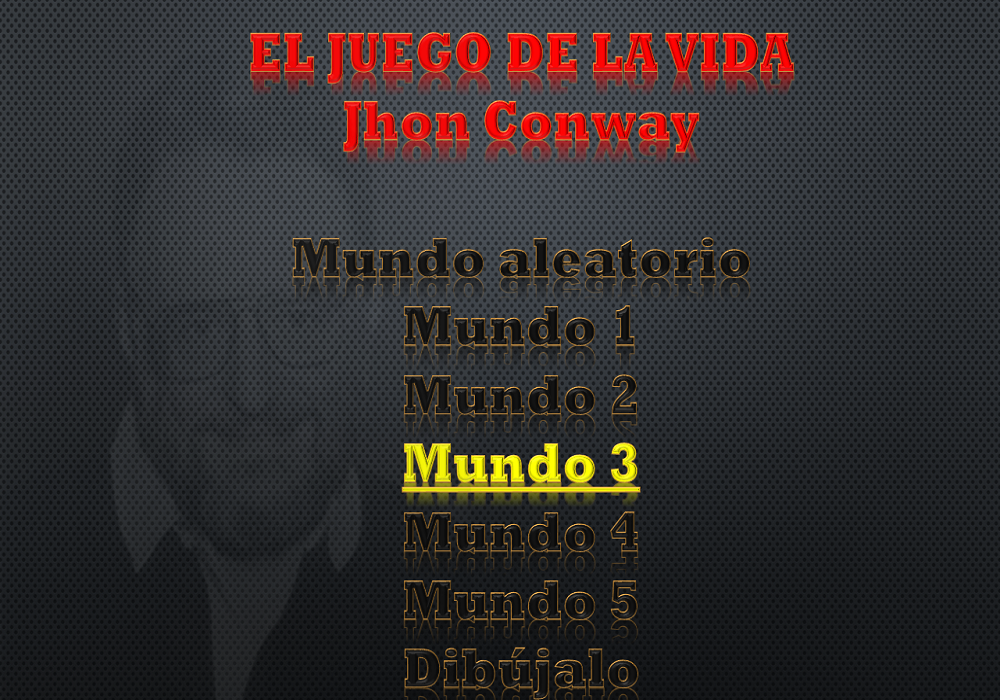 EL JUEGO DE LA VIDA
Jhon Conway
Mundo aleatorio
Mundo 1
Mundo 2
Mundo 3
Mundo 4
Mundo 5
Dibújalo